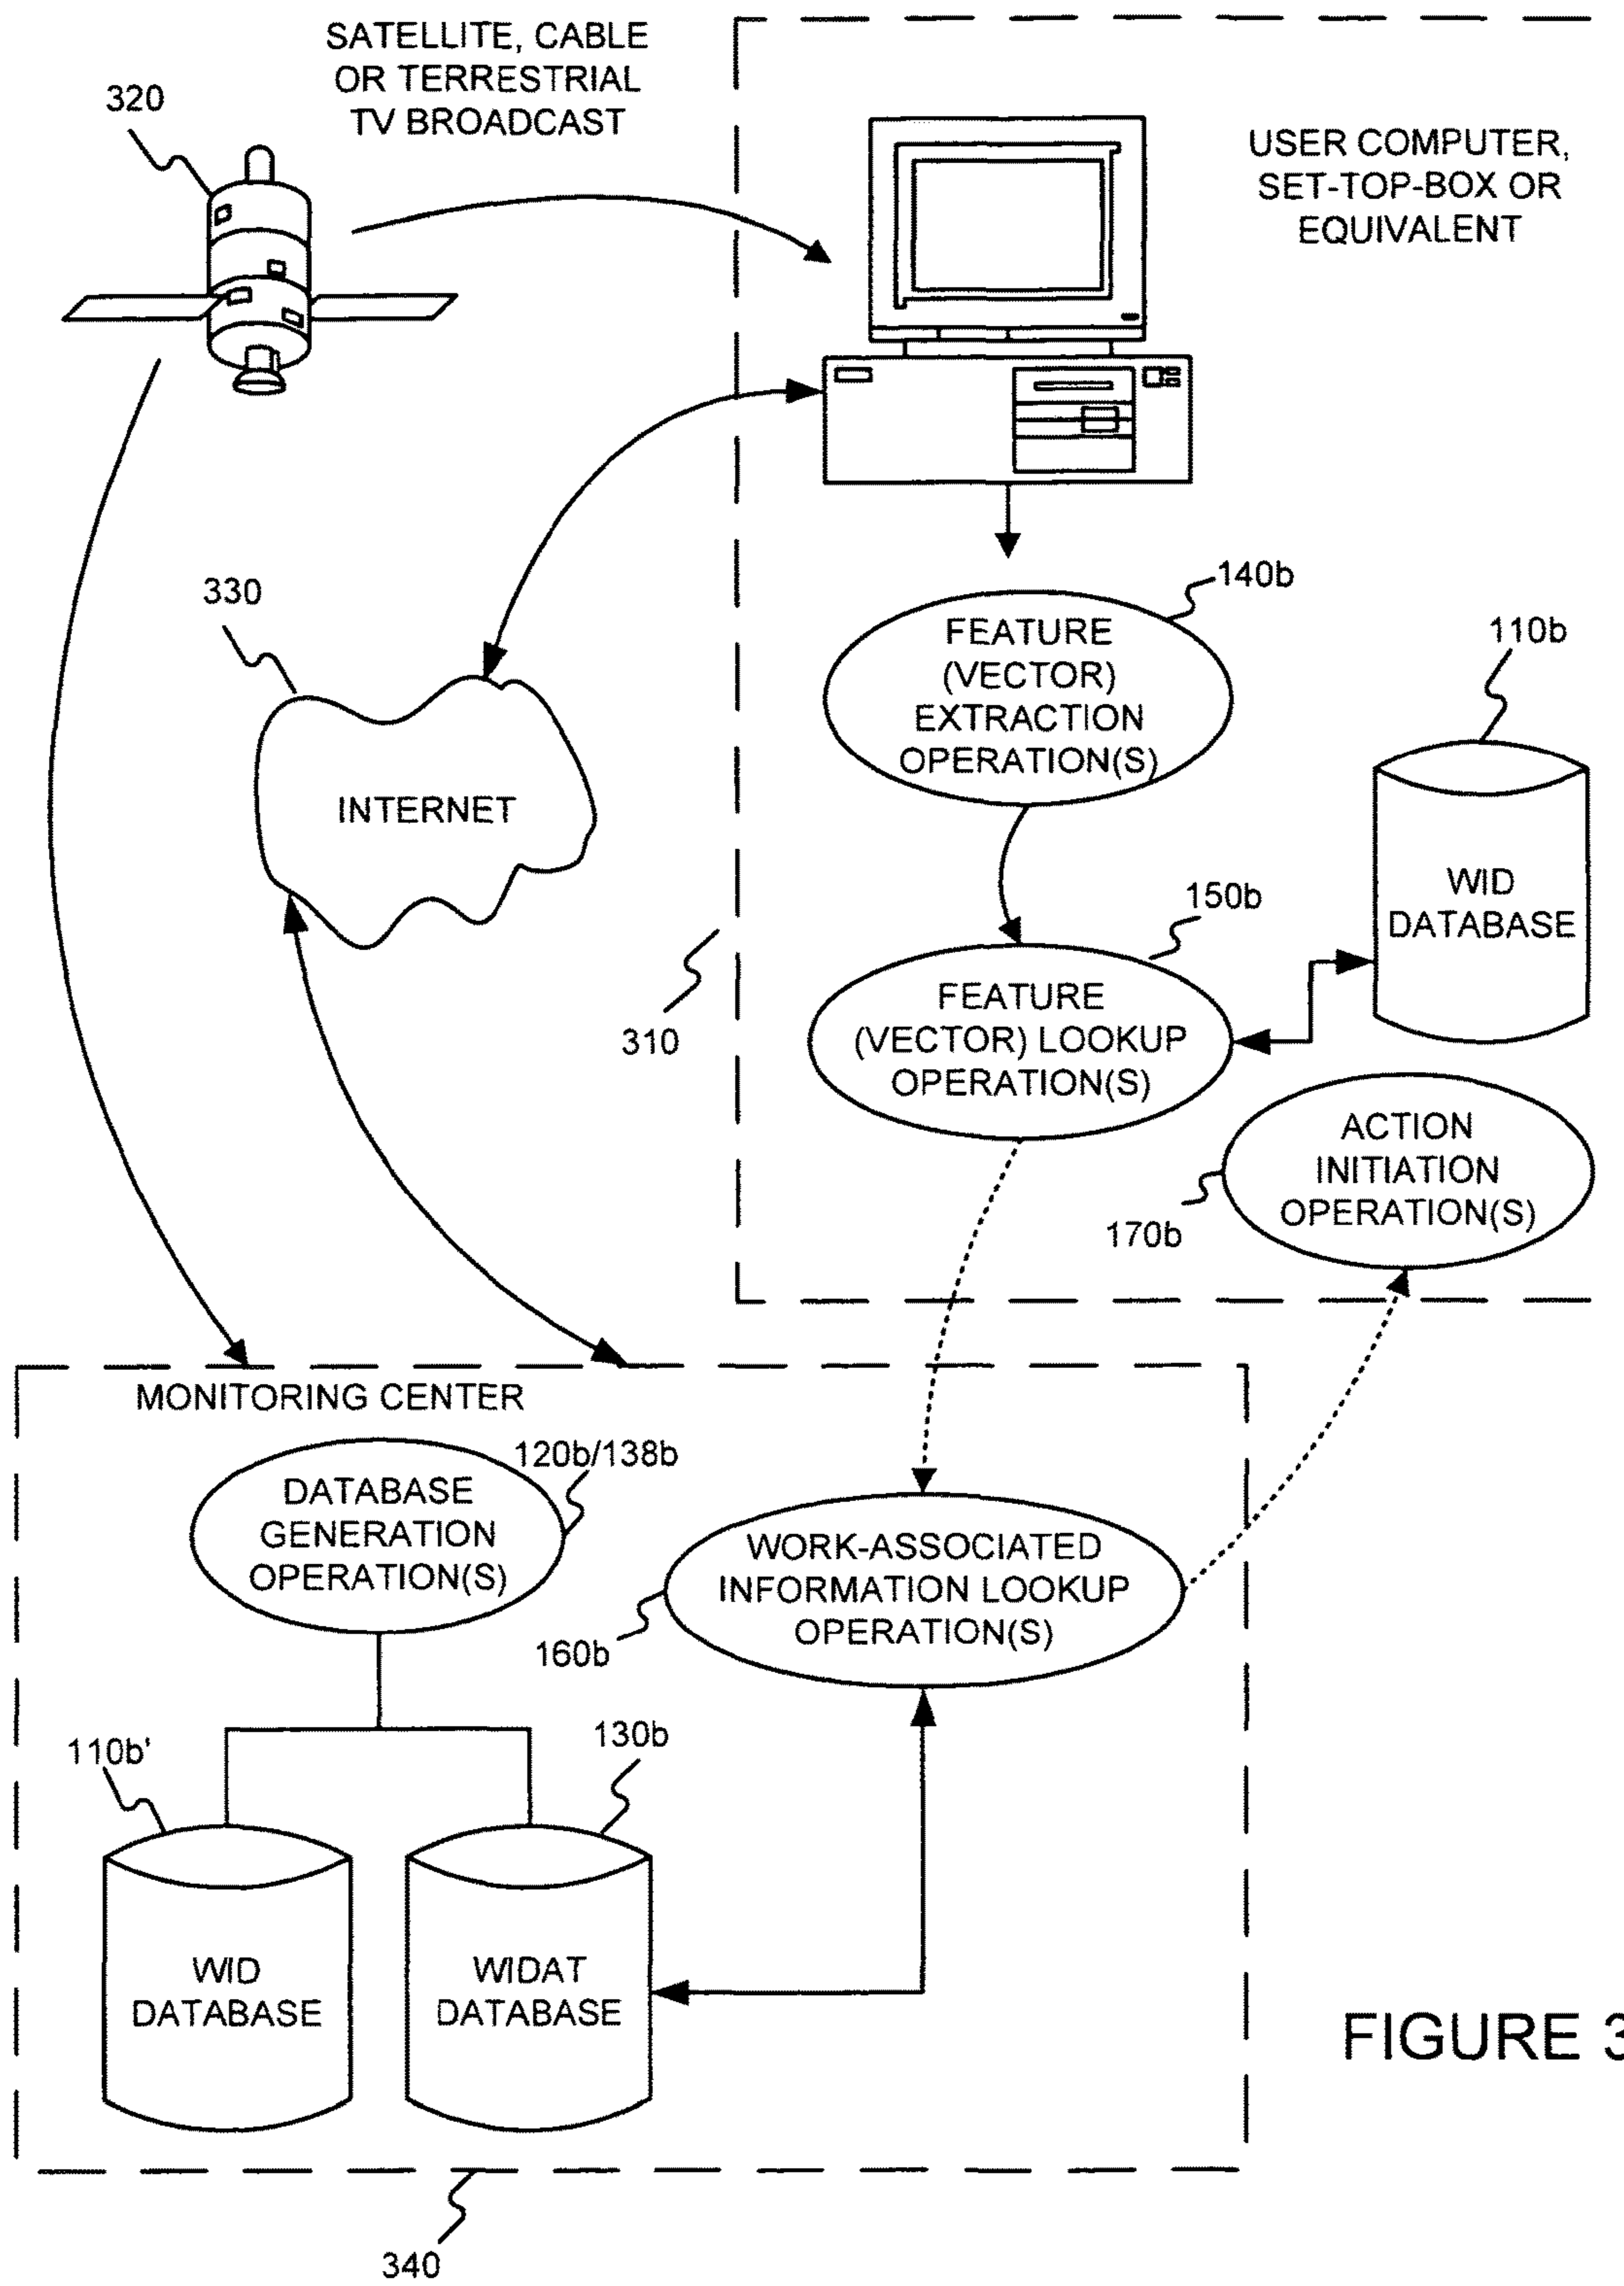 SATELLITE, CABLE
OR TERRESTRIAL
TV BROADCAST
320
USER COMPUTER,
SET-TOP-BOX OR
EQUIVALENT
330
INTERNET
140b
FEATURE
(VECTOR)
EXTRACTION
OPERATION(S)
110b
WID
DATABASE
150b
FEATURE
(VECTOR) LOOKUP
OPERATION(S)
310
ACTION
INITIATION
OPERATION(S)
170b
MONITORING CENTER
120b/138b
DATABASE
GENERATION
OPERATION(S)
WORK-ASSOCIATED
INFORMATION LOOKUP
OPERATION(S)
160b
110b'
130b
WID
DATABASE
WIDAT
DATABASE
FIGURE 3
340